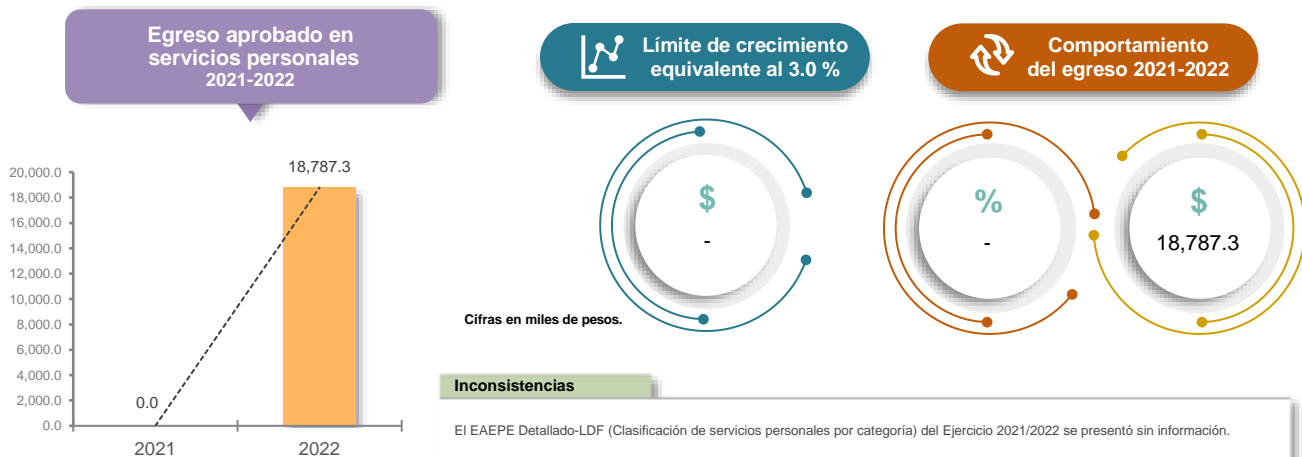 Egreso aprobado en
servicios personales
2021-2022
Límite de crecimiento
equivalente al 3.0 %
Comportamiento
del egreso 2021-2022
20,000.0
18,000.0
16,000.0
14,000.0
12,000.0
10,000.0
8,000.0
6,000.0
4,000.0
2,000.0
0.0
0.0
18,787.3
2021
2022
$
-
%
-
$
18,787.3
Cifras en miles de pesos.
Inconsistencias
El EAEPE Detallado-LDF (Clasificación de servicios personales por categoría) del Ejercicio 2021/2022 se presentó sin información.